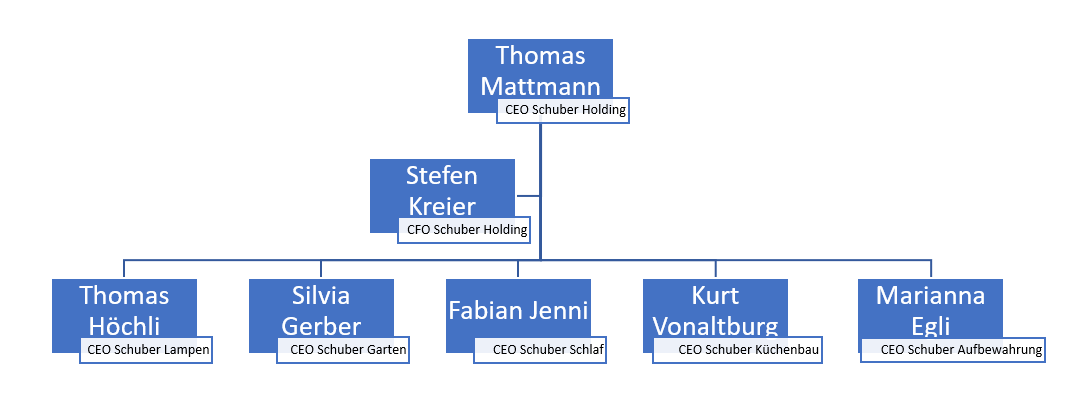 Thomas
Mattmann
CEO Schuber Holding
Stefen
Kreier
CFO Schuber Holding
Thomas
Höchli
CEO Schuber Lampen
Silvia
Gerber
CEO Schuber Garten
Fabian Jenni
CEO Schuber Schlaf
Kurt
Vonaltburg
CEO Schuber Küchenbau
Marianna
Egli
CEO Schuber Aufbewahrung